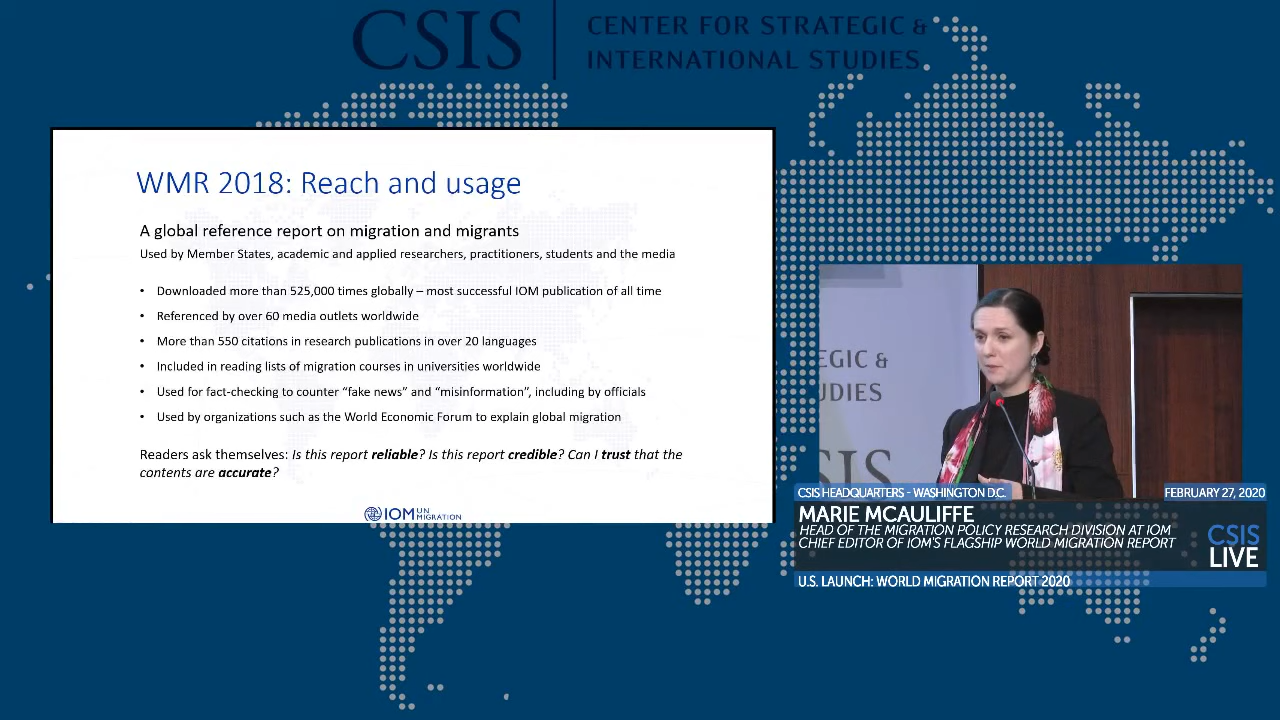 CSIS
CENTER FOR STRATEGIC &
INTERNATIONAL STUDIES
WMR 2018: Reach and usage
A global reference report on migration and migrants
Used by Member States, academic and applied researchers, practitioners, students and the media
• Downloaded more than 525,000 times globally – most successful IOM publication of all time
• Referenced by over 60 media outlets worldwide
• More than 550 citations in research publications in over 20 languages
• Included in reading lists of migration courses in universities worldwide
• Used for fact-checking to counter “fake news” and “misinformation”, including by officials
• Used by organizations such as the World Economic Forum to explain global migration
Readers ask themselves: Is this report reliable? Is this report credible? Can I trust that the
contents are accurate?
IOM UN MIGRATION
EGIC &
UDIES
SIS
CSIS HEADQUARTERS - WASHINGTON D.C.
FEBRUARY 27, 2020
MARIE MCAULIFFE
HEAD OF THE MIGRATION POLICY RESEARCH DIVISION AT IOM
CHIEF EDITOR OF IOM'S FLAGSHIP WORLD MIGRATION REPORT
CSIS
LIVE
U.S. LAUNCH: WORLD MIGRATION REPORT 2020